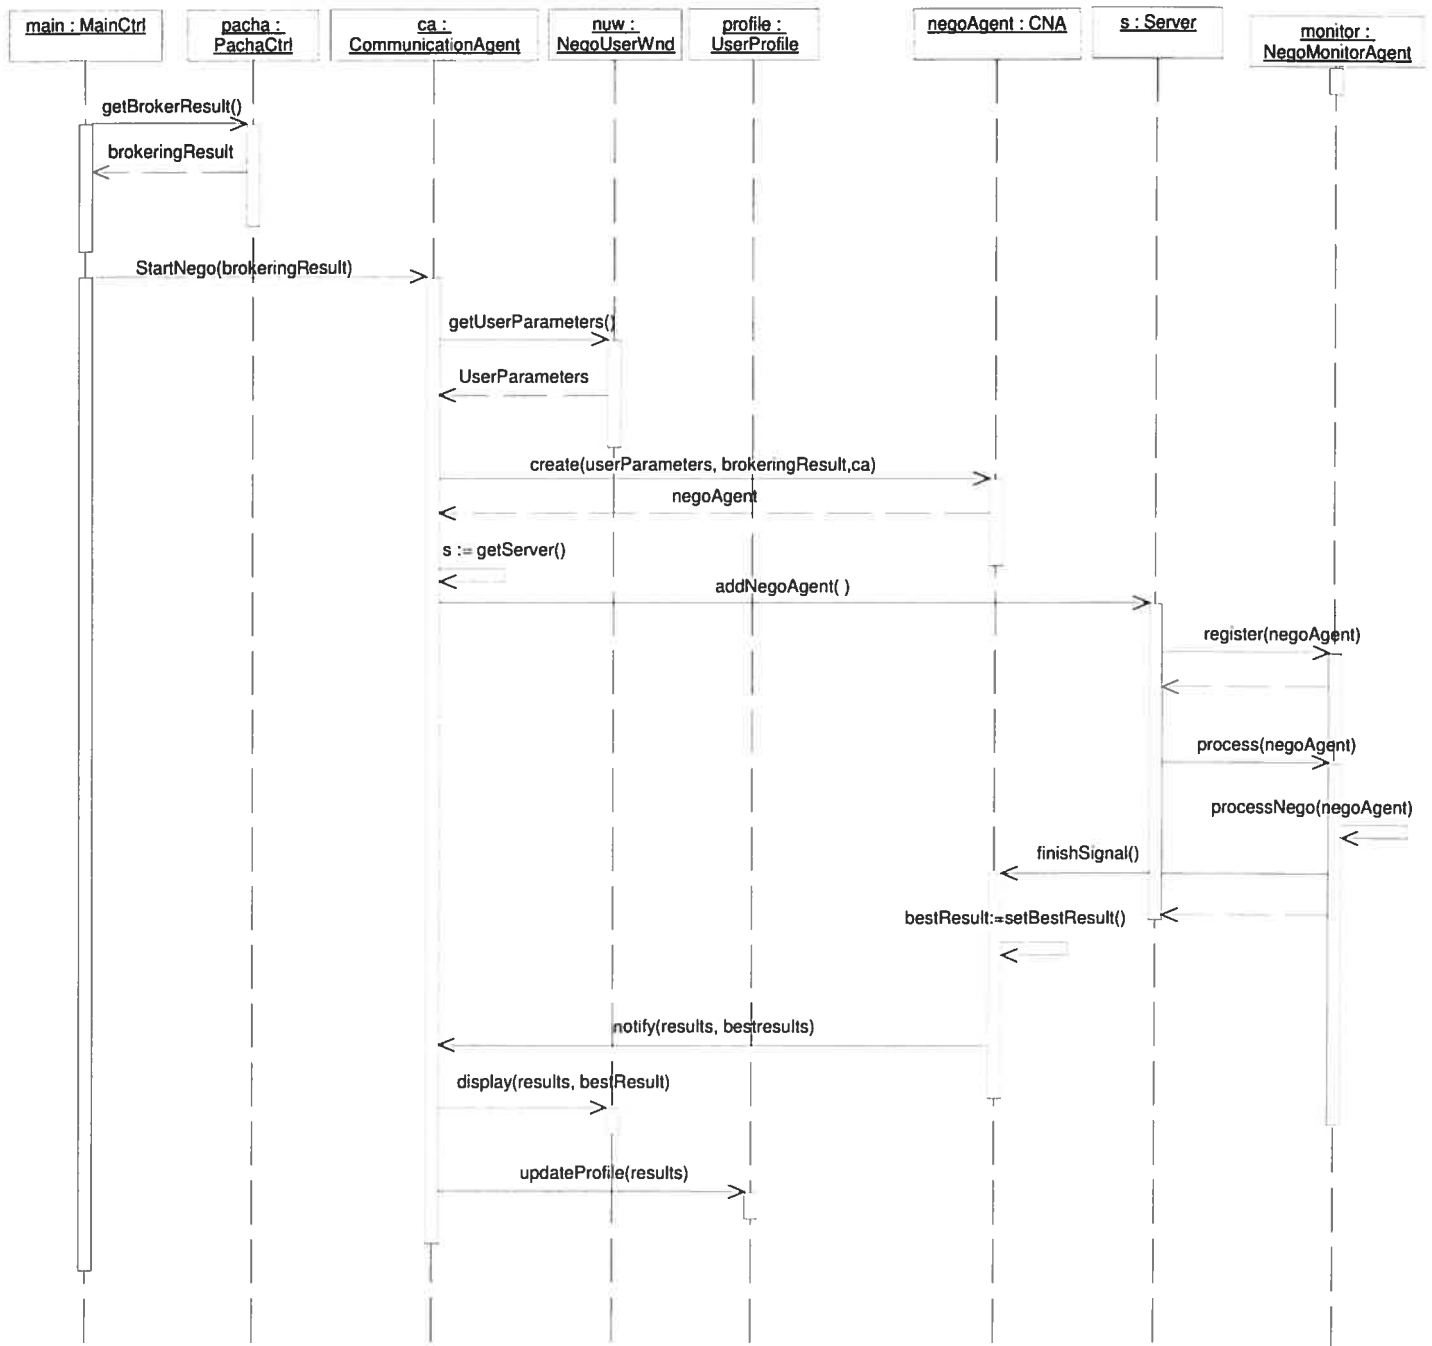 main : MainCtrl
pacha :
PachaCtrl
ca :
CommunicationAgent
nuw :
NegoUserWnd
profile :
UserProfile
negoAgent : CNA
s : Server
monitor :
NegoMonitorAgent
getBrokerResult()
brokeringResult
StartNego(brokeringResult)
getUserParameters()
UserParameters
create(userParameters, brokeringResult,ca)
negoAgent
s := getServer()
addNegoAgent( )
register(negoAgent)
process(negoAgent)
processNego(negoAgent)
finishSignal()
bestResult:=setBestResult()
notify(results, bestresults)
display(results, bestResult)
updateProfile(results)